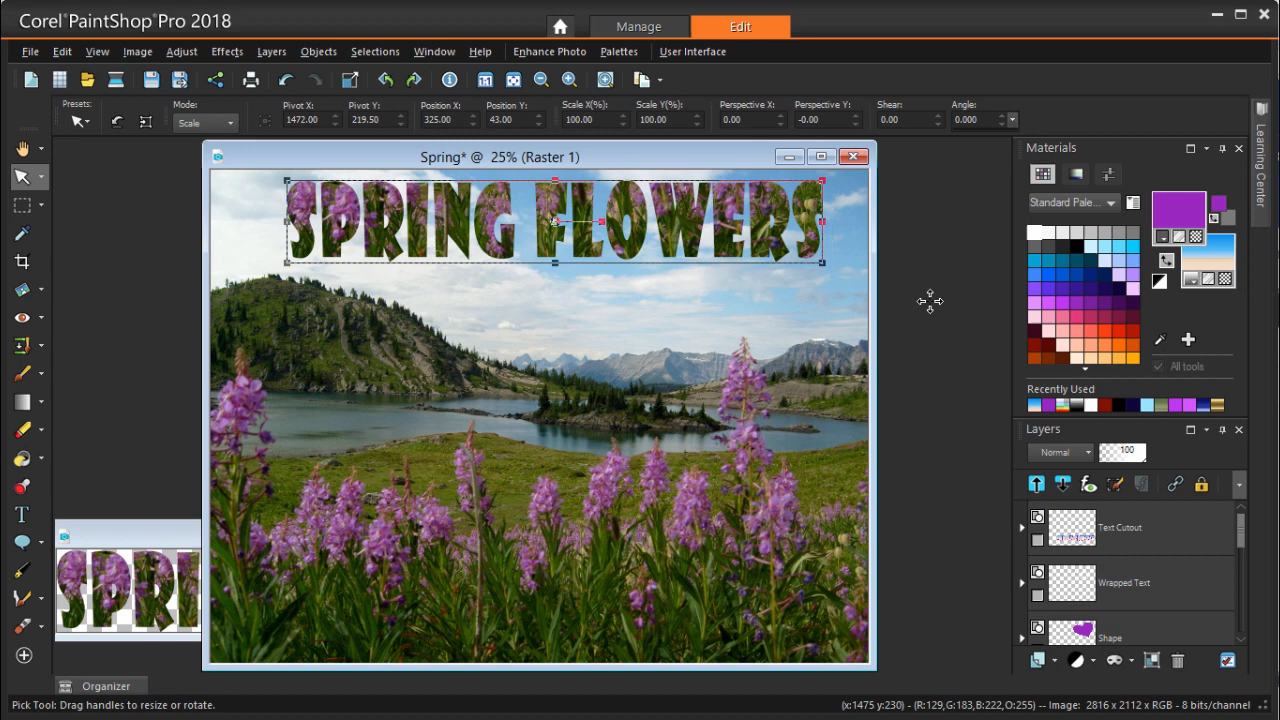 Corel®PaintShop®Pro 2018
Manage
Edit
File Edit View Image Adjust Effects Layers Objects Selections Window Help Enhance Photo Palettes User Interface
Presets: Mode: Pivot X: Pivot Y: Position X: Position Y: Scale X(%): Scale Y(%): Perspective X: Perspective Y: Shear: Angle:
Scale 1472.00 219.50 325.00 43.00 100.00 100.00 0.00 -0.00 0.00 0.000
Learning Center
Spring* @ 25% (Raster 1)
SPRING FLOWERS
SPRI
Materials
Standard Pale...
All tools
Recently Used
Layers
Normal 100
Text Cutout
Wrapped Text
Shape
Organizer
Pick Tool: Drag handles to resize or rotate.
(x:1475 y:230) - (R:129,G:183,B:222,O:255) -- Image: 2816 x 2112 x RGB - 8 bits/channel